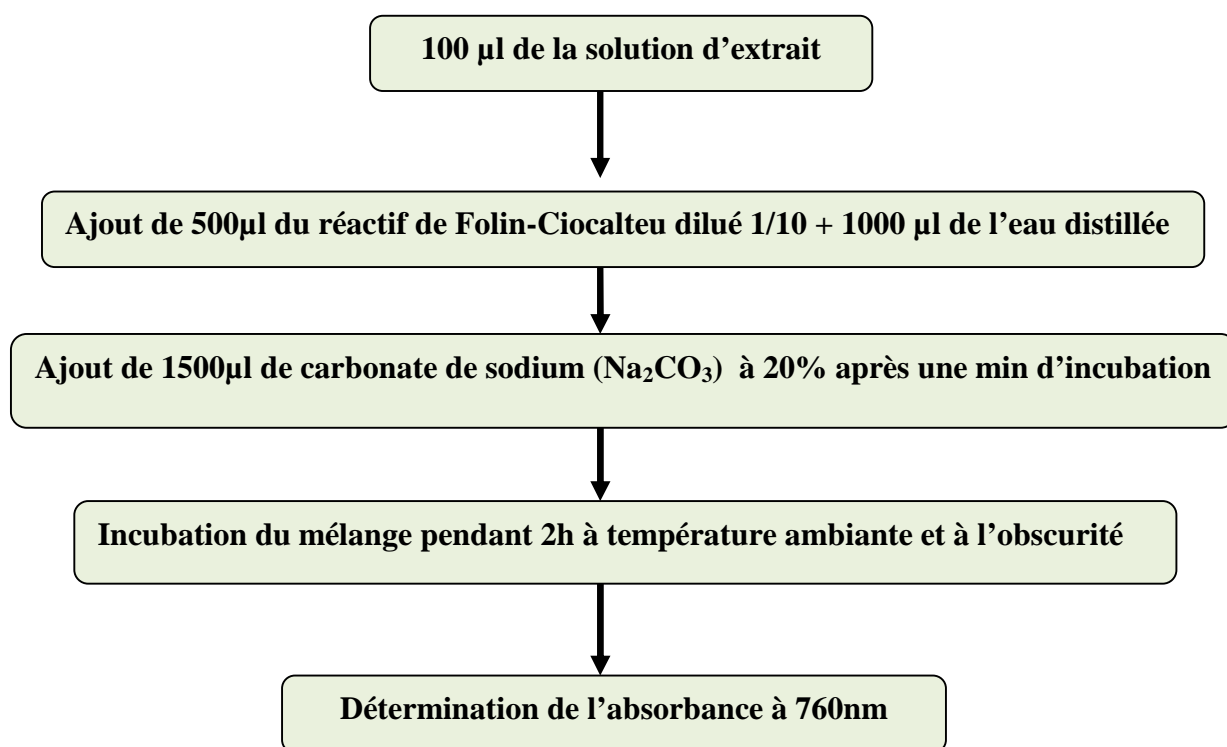 100 µl de la solution d’extrait
Ajout de 500µl du réactif de Folin-Ciocalteu dilué 1/10 + 1000 µl de l’eau distillée
Ajout de 1500µl de carbonate de sodium (Na₂CO₃) à 20% après une min d’incubation
Incubation du mélange pendant 2h à température ambiante et à l’obscurité
Détermination de l’absorbance à 760nm